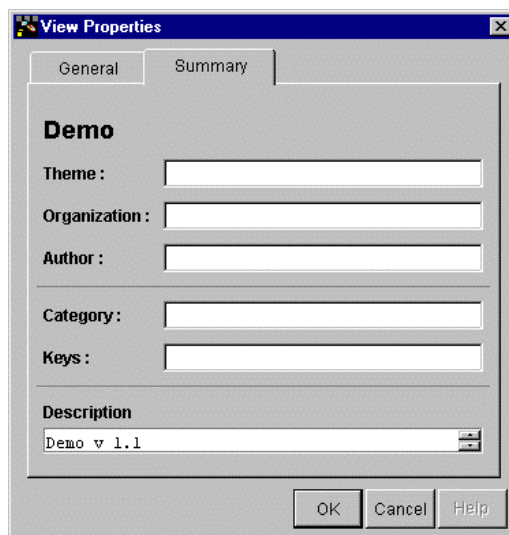 View Properties
General Summary
Demo
Theme :
Organization :
Author :
Category :
Keys :
Description
Demo v 1.1
OK Cancel Help